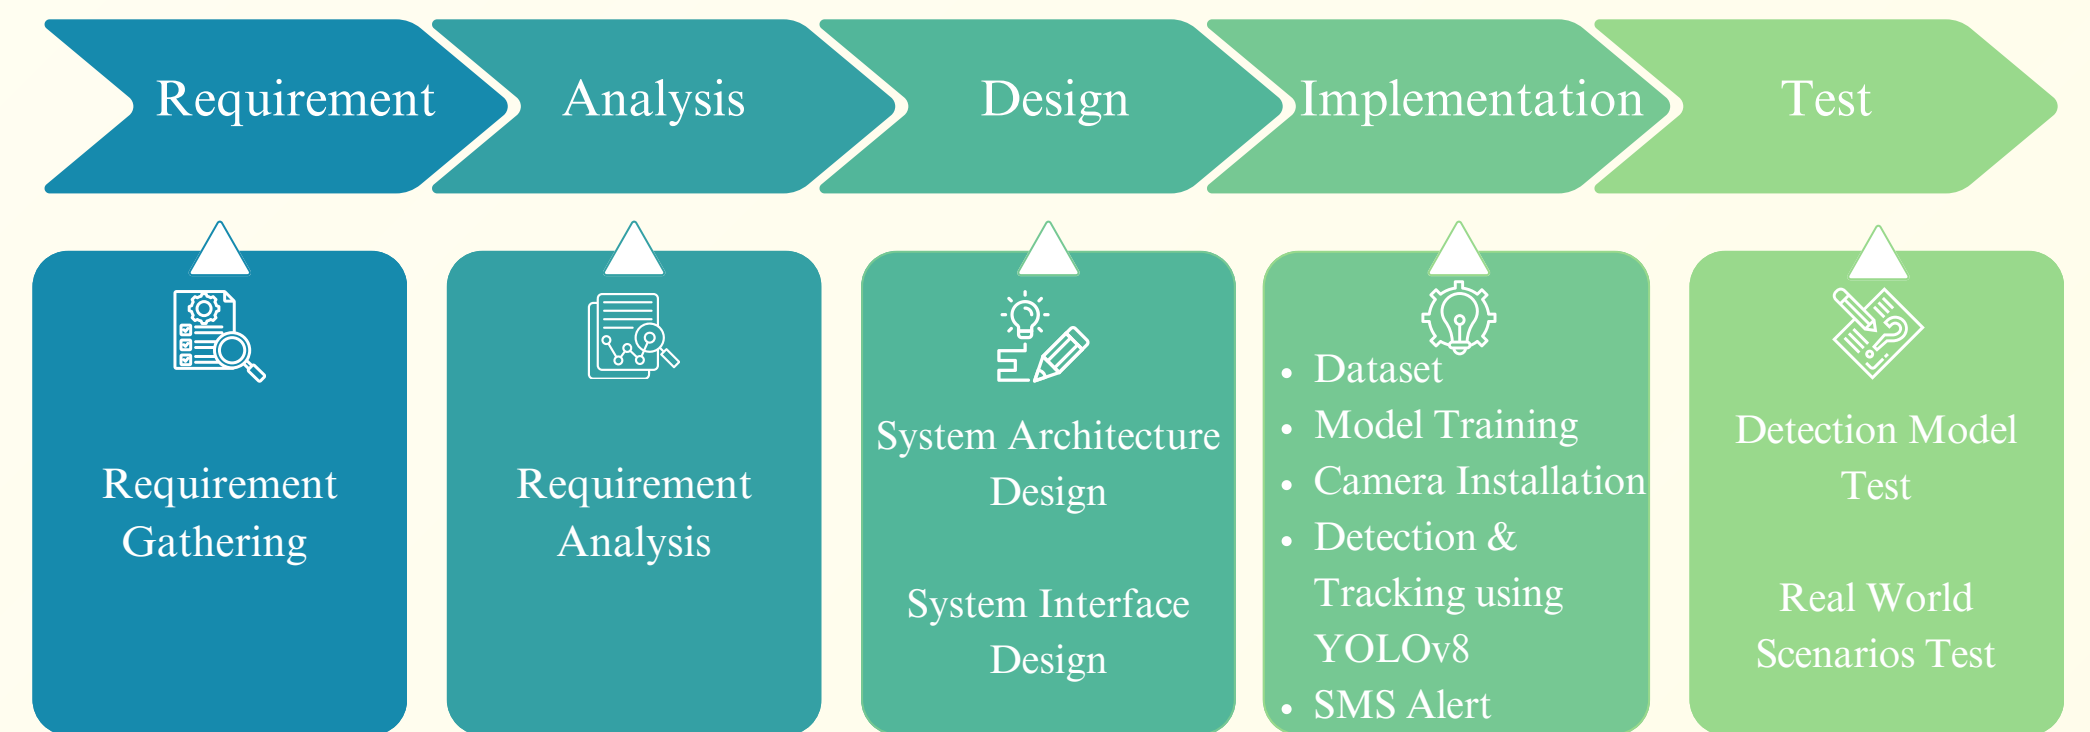 Requirement
Analysis
Design
Implementation
Test
Requirement
Gathering
Requirement
Analysis
System Architecture
Design
System Interface
Design
• Dataset
• Model Training
• Camera Installation
• Detection &
Tracking using
YOLOv8
• SMS Alert
Detection Model
Test
Real World
Scenarios Test